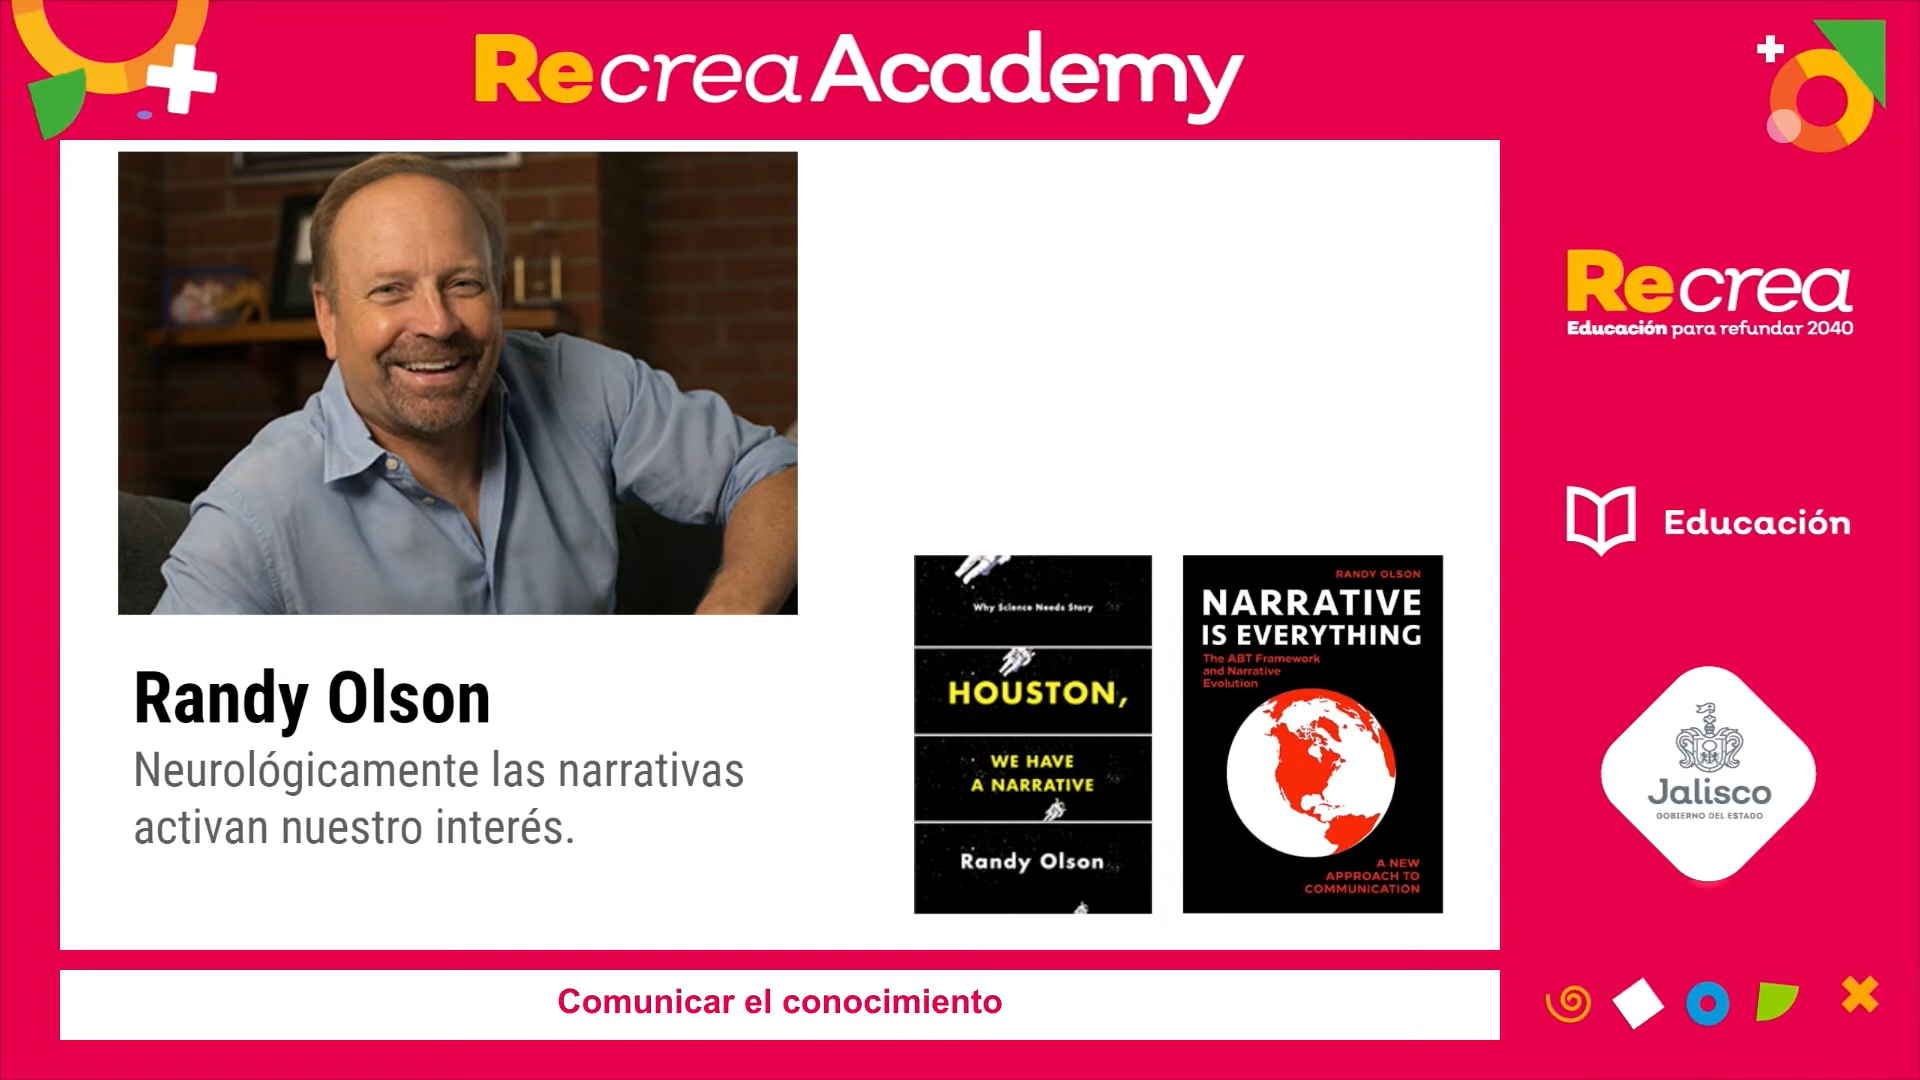 Recrea Academy
Recrea
Educación para refundar 2040
Educación
Jalisco
GOBIERNO DEL ESTADO
Randy Olson
Neurológicamente las narrativas
activan nuestro interés.
Why Science Needs Story
HOUSTON,
WE HAVE
A NARRATIVE
Randy Olson
RANDY OLSON
NARRATIVE
IS EVERYTHING
The ABT Framework
and Narrative
Evolution
A NEW
APPROACH TO
COMMUNICATION
Comunicar el conocimiento